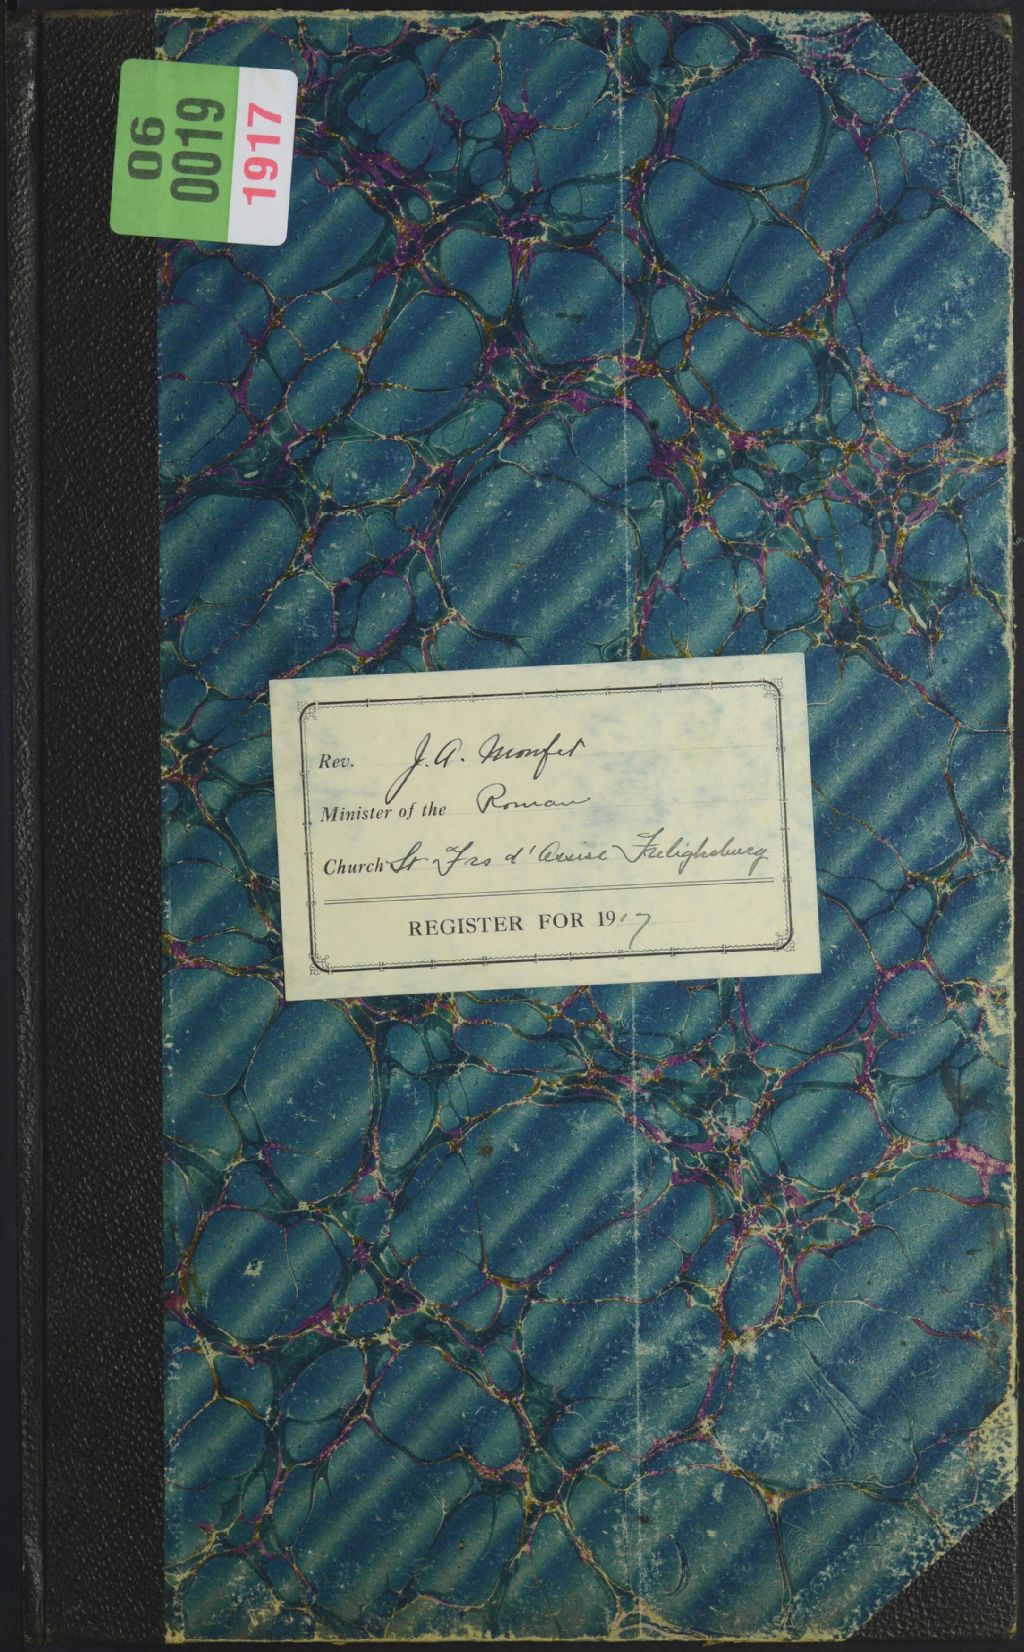 06
0019
1917
Rev. J. A. Monfet
Minister of the Roman
Church St Frs d'Assise Frelighsburg
REGISTER FOR 1917